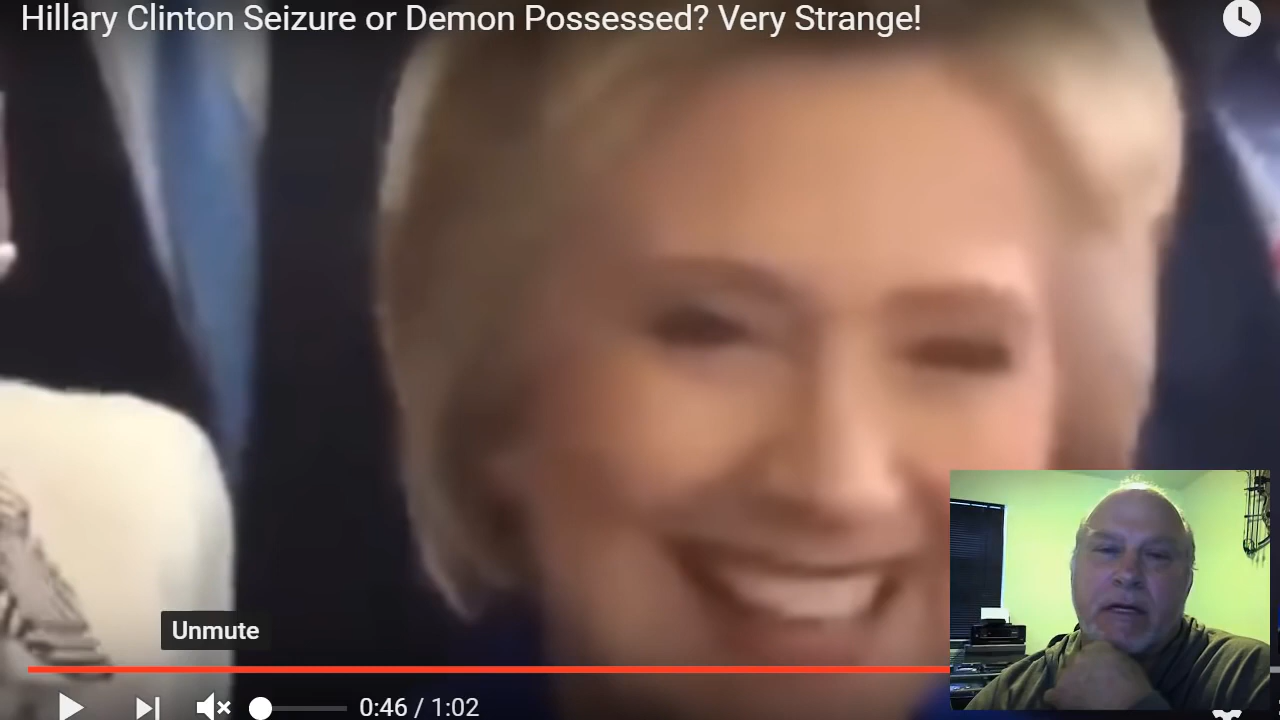 Hillary Clinton Seizure or Demon Possessed? Very Strange!
Unmute
0:46 / 1:02